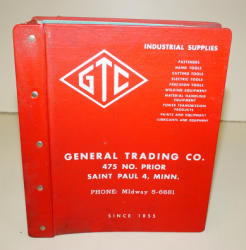 GTC
INDUSTRIAL SUPPLIES
FASTENERS
HAND TOOLS
CUTTING TOOLS
ELECTRIC TOOLS
PRECISION TOOLS
WELDING EQUIPMENT
MATERIAL HANDLING
EQUIPMENT
POWER TRANSMISSION
PRODUCTS
PAINTS AND EQUIPMENT
LUBRICANTS AND EQUIPMENT
GENERAL TRADING CO.
475 NO. PRIOR
SAINT PAUL 4, MINN.
PHONE: MIdway 5-6681
SINCE 1855